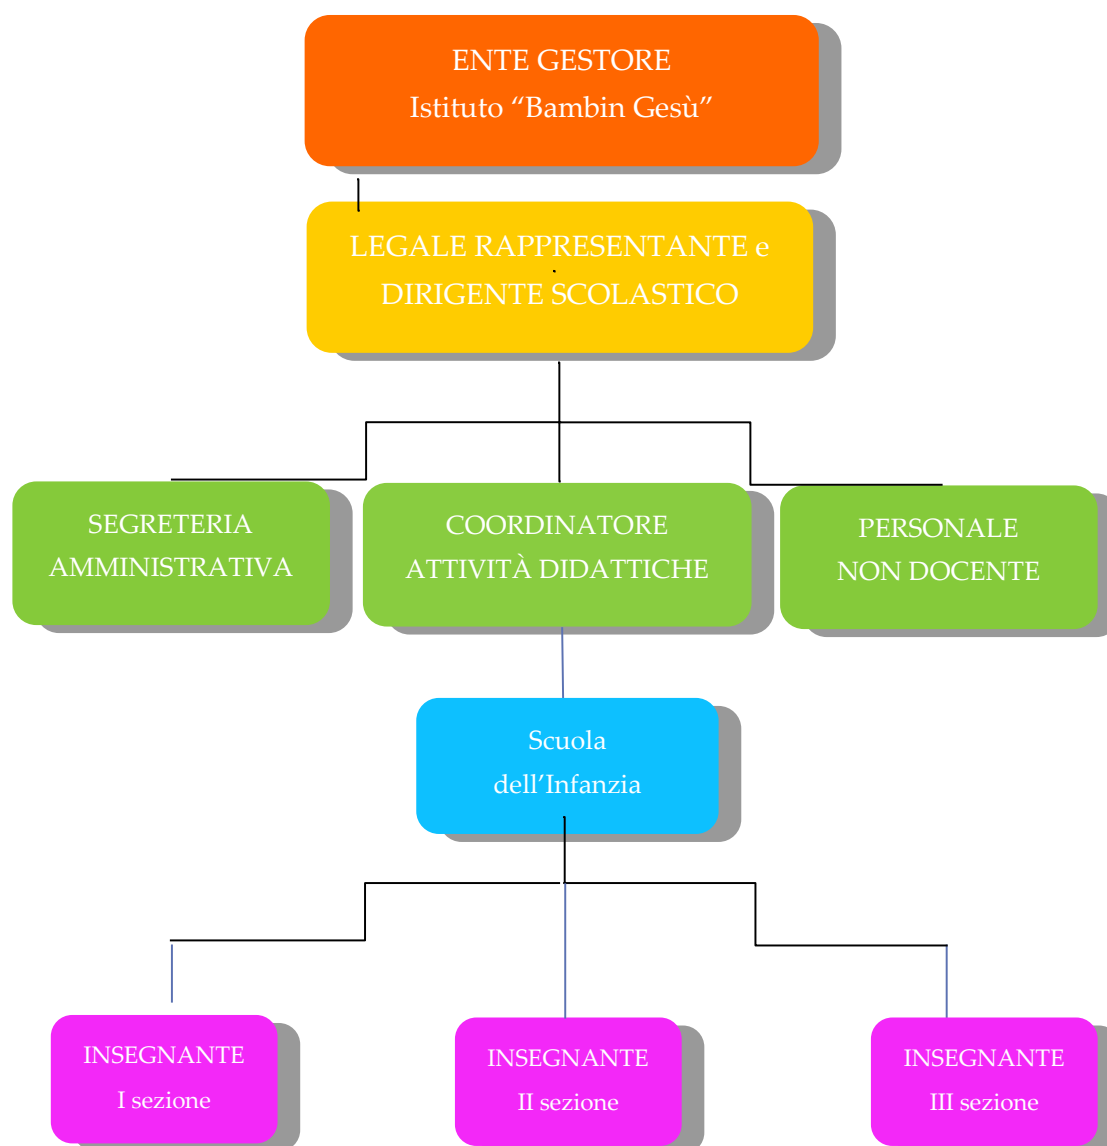 ENTE GESTORE
Istituto “Bambin Gesù”
LEGALE RAPPRESENTANTE e
DIRIGENTE SCOLASTICO
SEGRETERIA
AMMINISTRATIVA
COORDINATORE
ATTIVITÀ DIDATTICHE
PERSONALE
NON DOCENTE
Scuola
dell’Infanzia
INSEGNANTE
I sezione
INSEGNANTE
II sezione
INSEGNANTE
III sezione